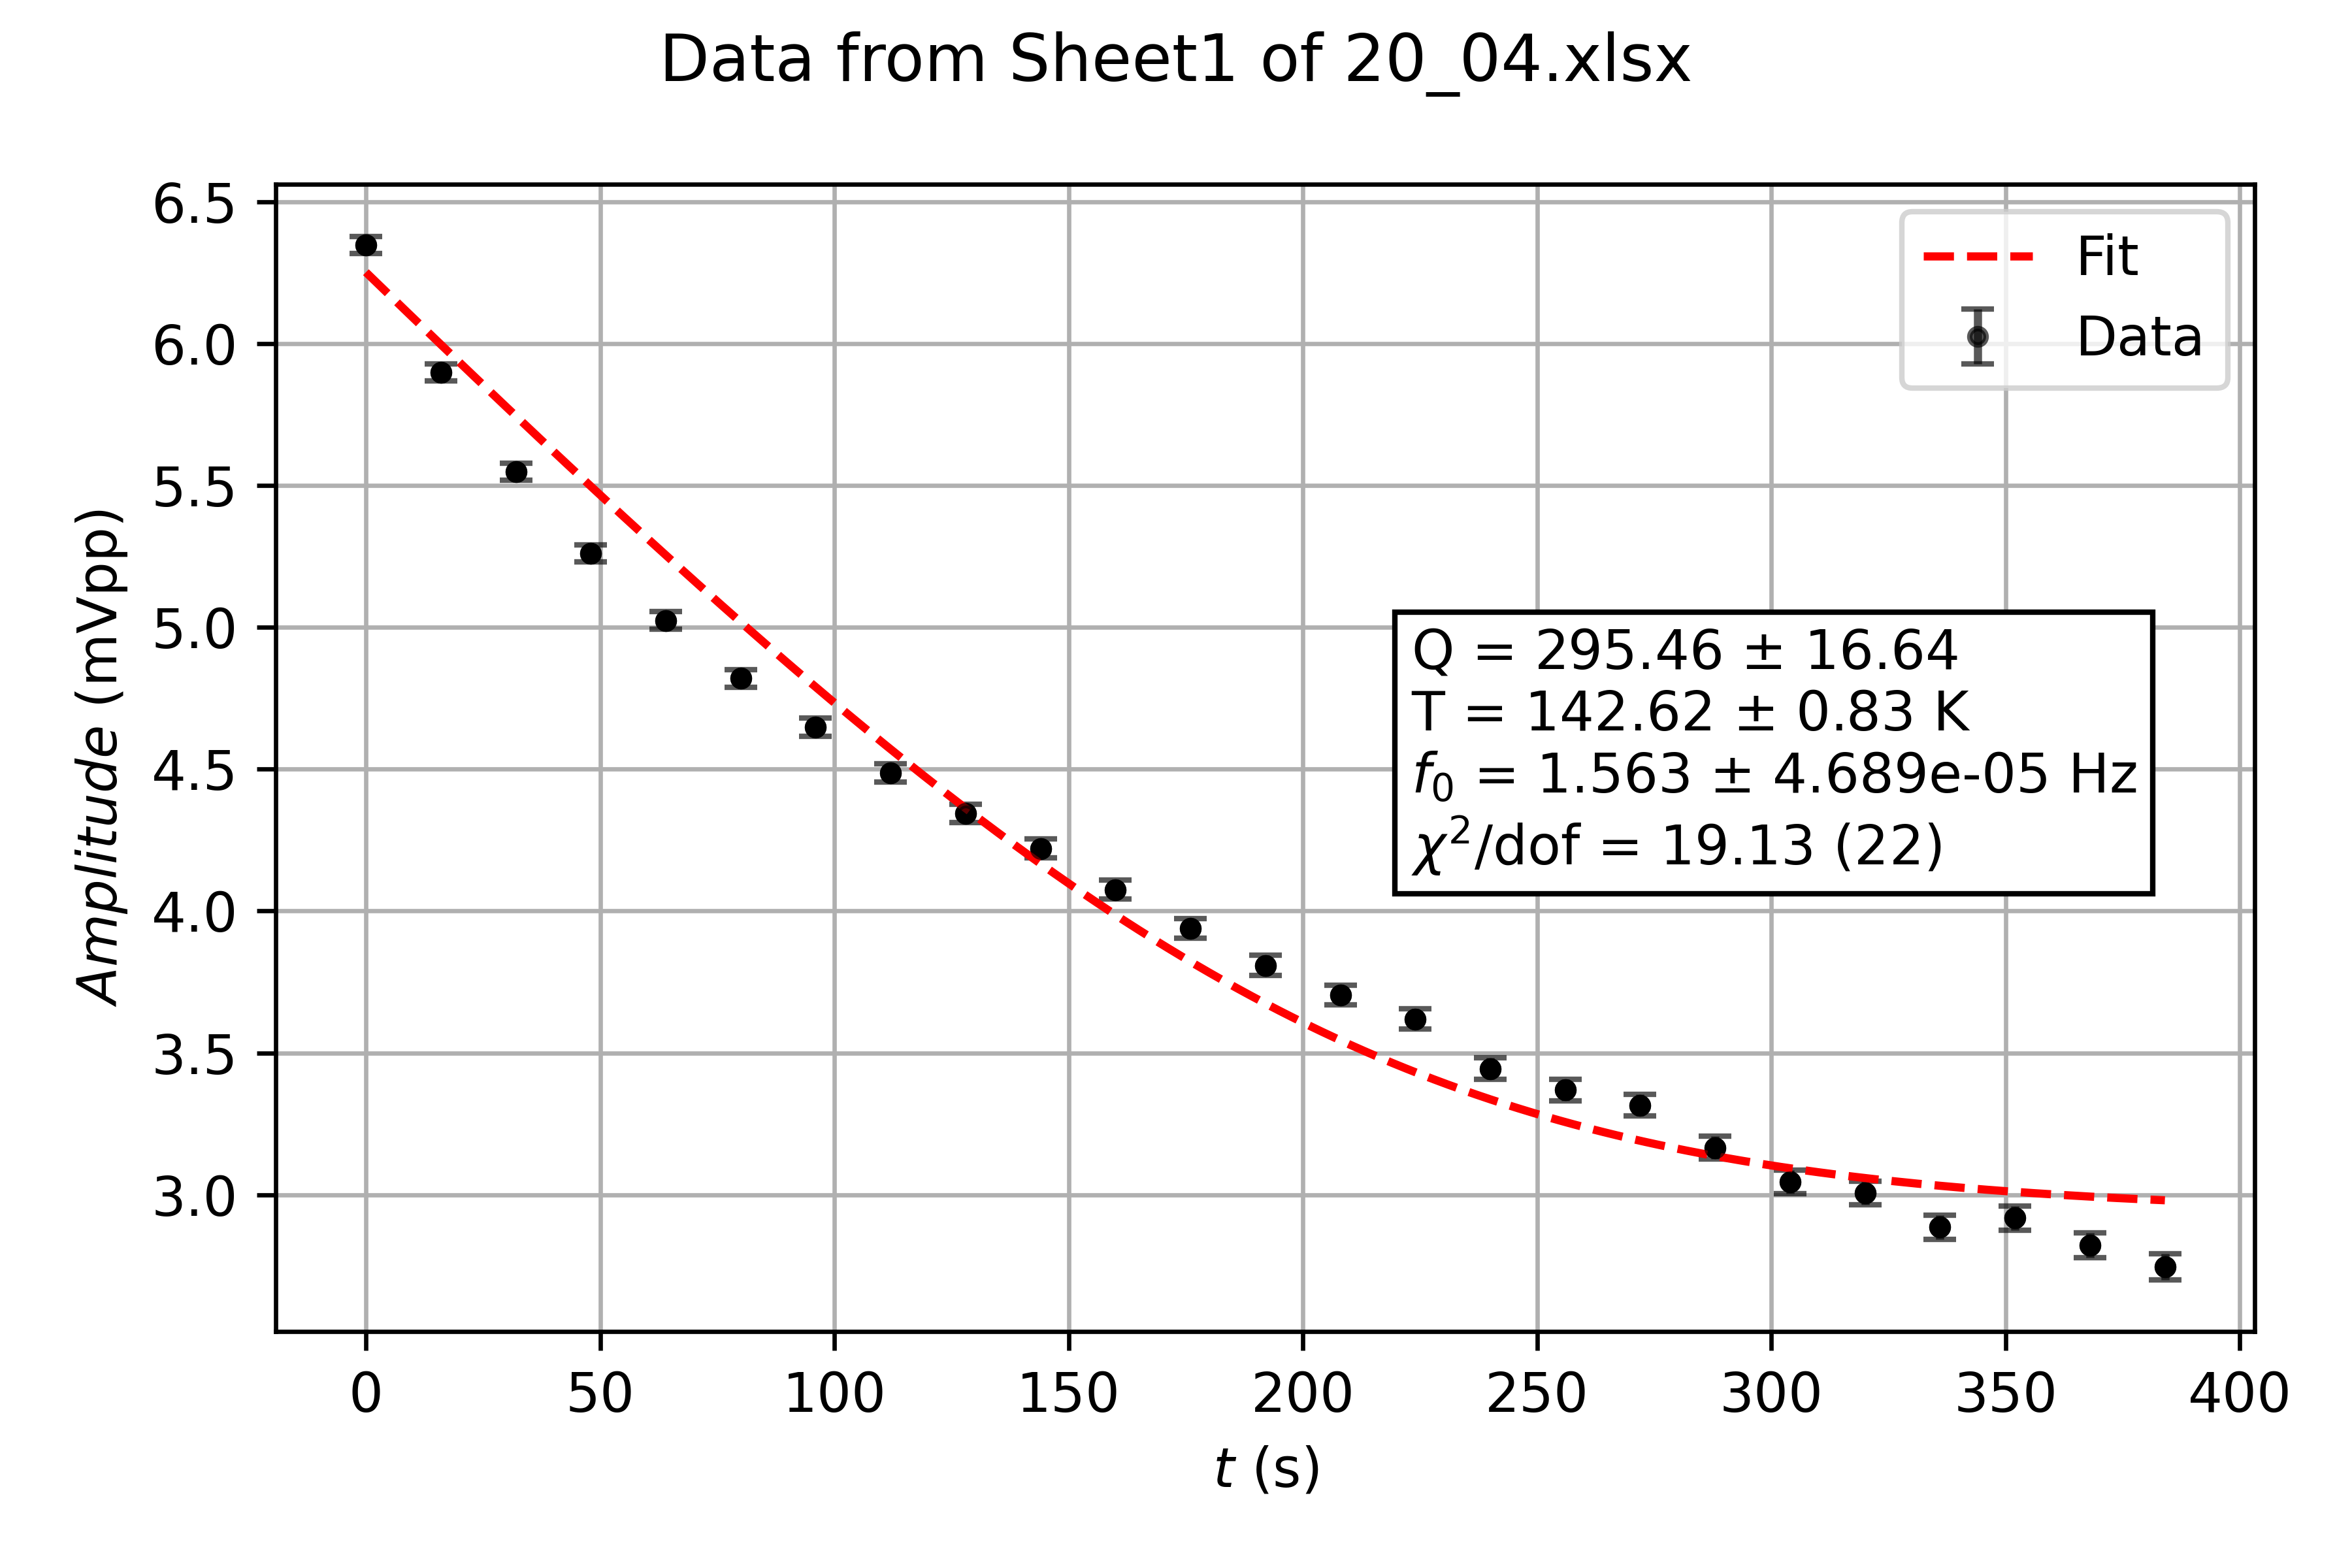 Data from Sheet1 of 20_04.xlsx
6.5
6.0
5.5
5.0
4.5
4.0
3.5
3.0
Amplitude (mVpp)
Fit
Data
Q = 295.46 ± 16.64
T = 142.62 ± 0.83 K
f₀ = 1.563 ± 4.689e-05 Hz
χ²/dof = 19.13 (22)
0 50 100 150 200 250 300 350 400
t (s)